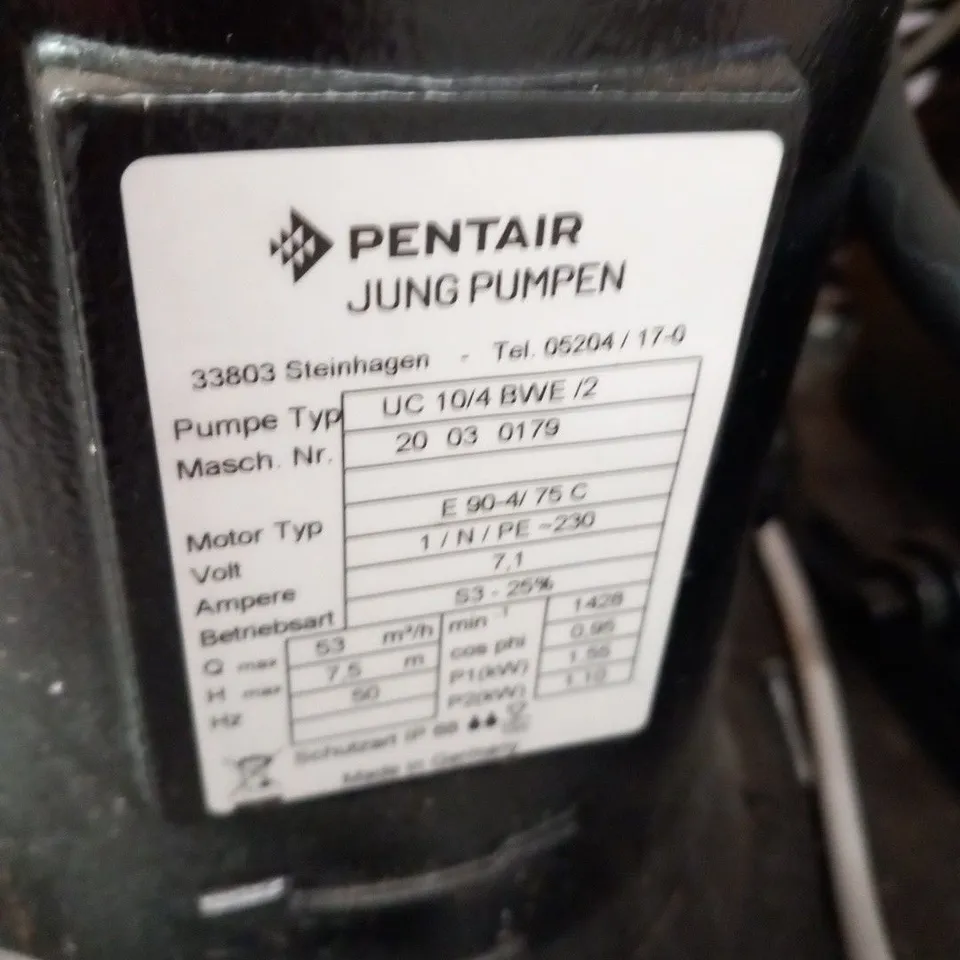 PENTAIR
JUNG PUMPEN
33803 Steinhagen - Tel. 05204 / 17-0
Pumpe Typ UC 10/4 BWE /2
Masch. Nr. 20 03 0179
Motor Typ E 90-4/ 75 C
Volt 1 / N / PE ~230
Ampere 7,1
Betriebsart S3 - 25%
Q max 53 m³/h min⁻¹ 1428
H max 7,5 m cos phi 0.95
Hz 50 P1(kW) 1.55
P2(kW) 1.10
Schutzart IP 68
Made in Germany